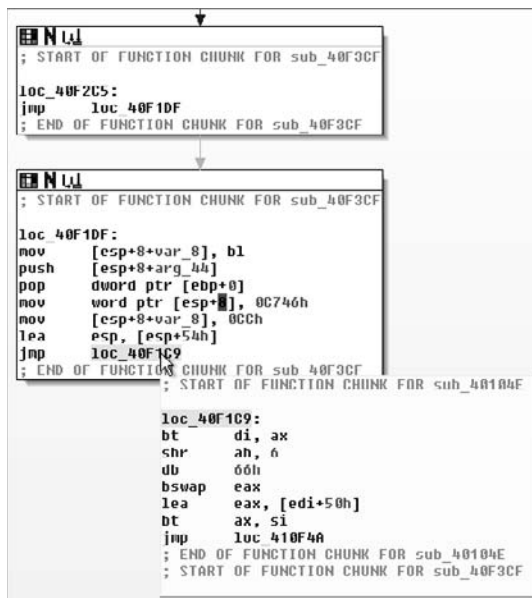 ; START OF FUNCTION CHUNK FOR sub_40F3CF
loc_40F2C5:
jmp loc_40F1DF
; END OF FUNCTION CHUNK FOR sub_40F3CF
; START OF FUNCTION CHUNK FOR sub_40F3CF
loc_40F1DF:
mov [esp+8+var_8], bl
push [esp+8+arg_44]
pop dword ptr [ebp+0]
mov word ptr [esp+8], 0C746h
mov [esp+8+var_8], 0CCh
lea esp, [esp+54h]
jmp loc_40F1C9
; END OF FUNCTION CHUNK FOR sub_40F3CF
; START OF FUNCTION CHUNK FOR sub_40104E
loc_40F1C9:
bt di, ax
shr ah, 6
db 66h
bswap eax
lea eax, [edi+50h]
bt ax, si
jmp loc_410F4A
; END OF FUNCTION CHUNK FOR sub_40104E
; START OF FUNCTION CHUNK FOR sub_40F3CF